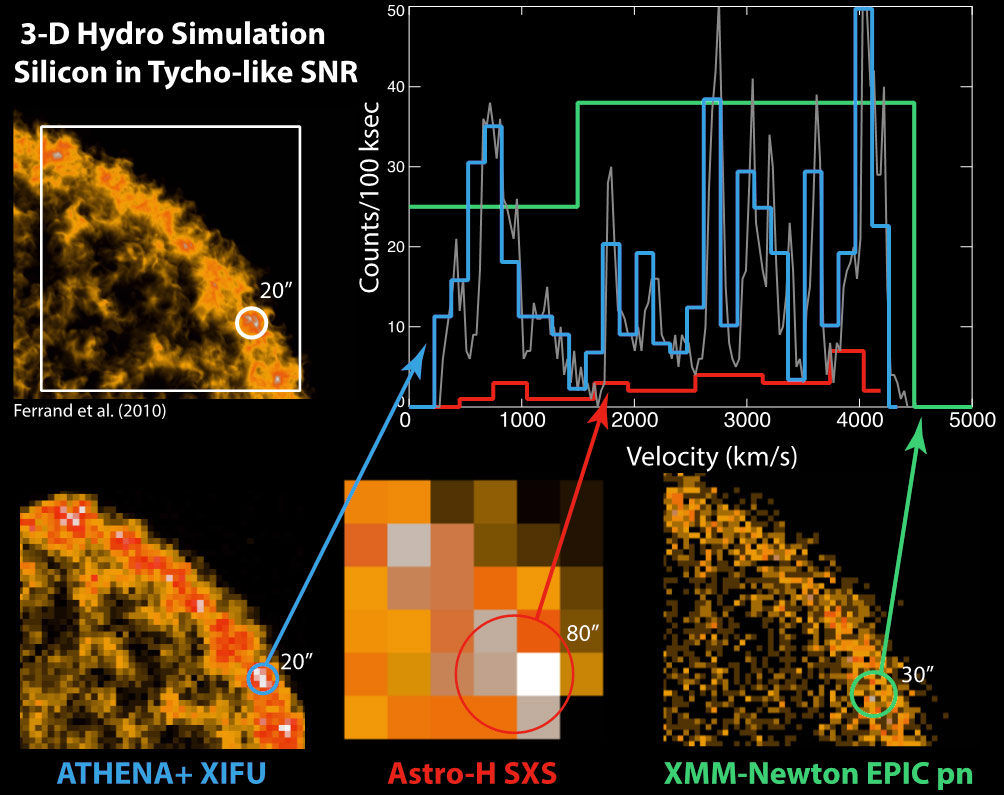 3-D Hydro Simulation
Silicon in Tycho-like SNR
20”
Ferrand et al. (2010)
Counts/100 ksec
50
40
30
20
10
0
0 1000 2000 3000 4000 5000
Velocity (km/s)
20”
80”
30”
ATHENA+ XIFU
Astro-H SXS
XMM-Newton EPIC pn